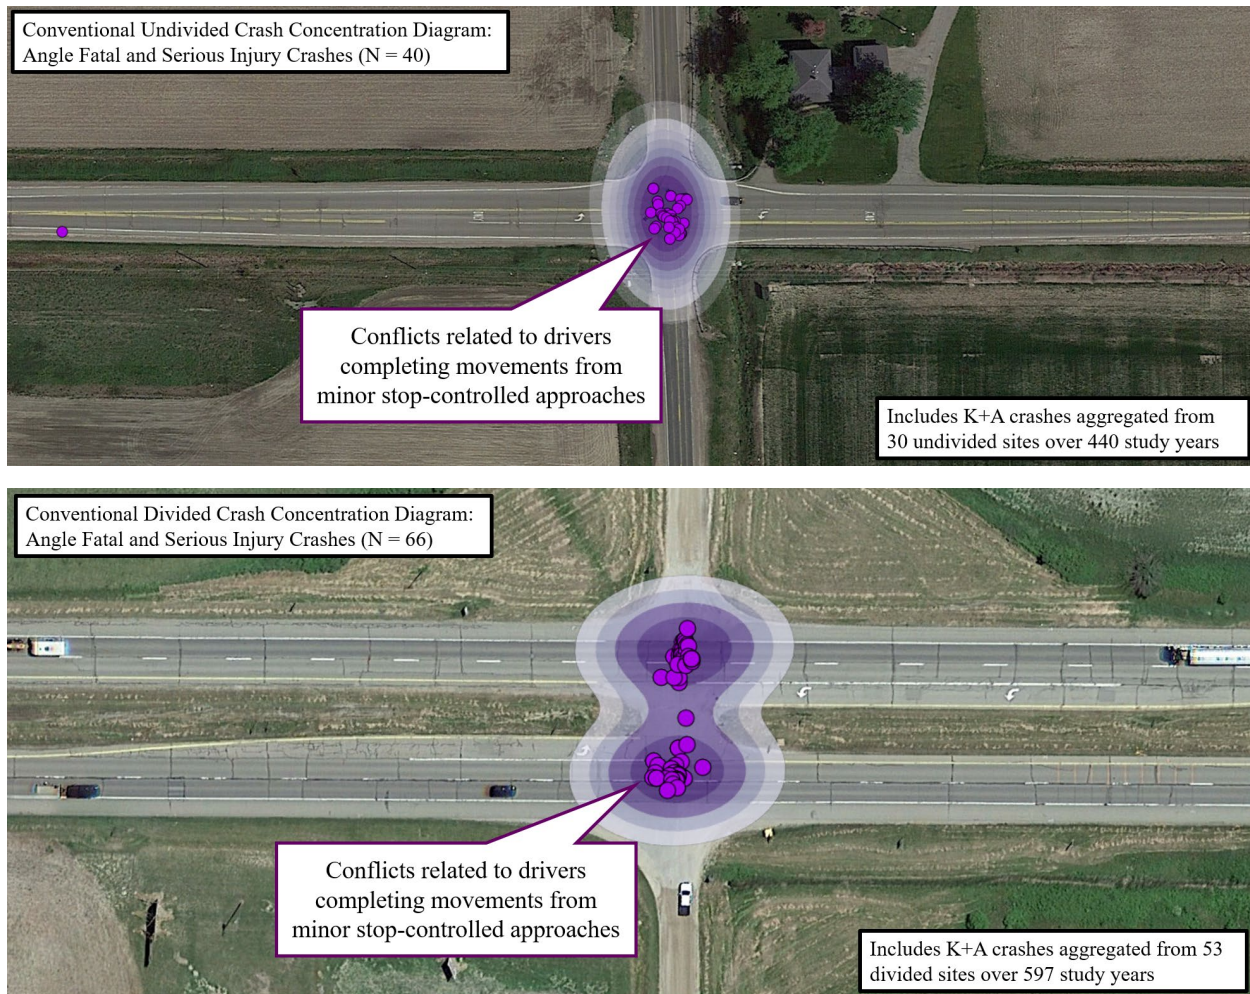 Conventional Undivided Crash Concentration Diagram:
Angle Fatal and Serious Injury Crashes (N = 40)
Conflicts related to drivers
completing movements from
minor stop-controlled approaches
Includes K+A crashes aggregated from
30 undivided sites over 440 study years
Conventional Divided Crash Concentration Diagram:
Angle Fatal and Serious Injury Crashes (N = 66)
Conflicts related to drivers
completing movements from
minor stop-controlled approaches
Includes K+A crashes aggregated from 53
divided sites over 597 study years